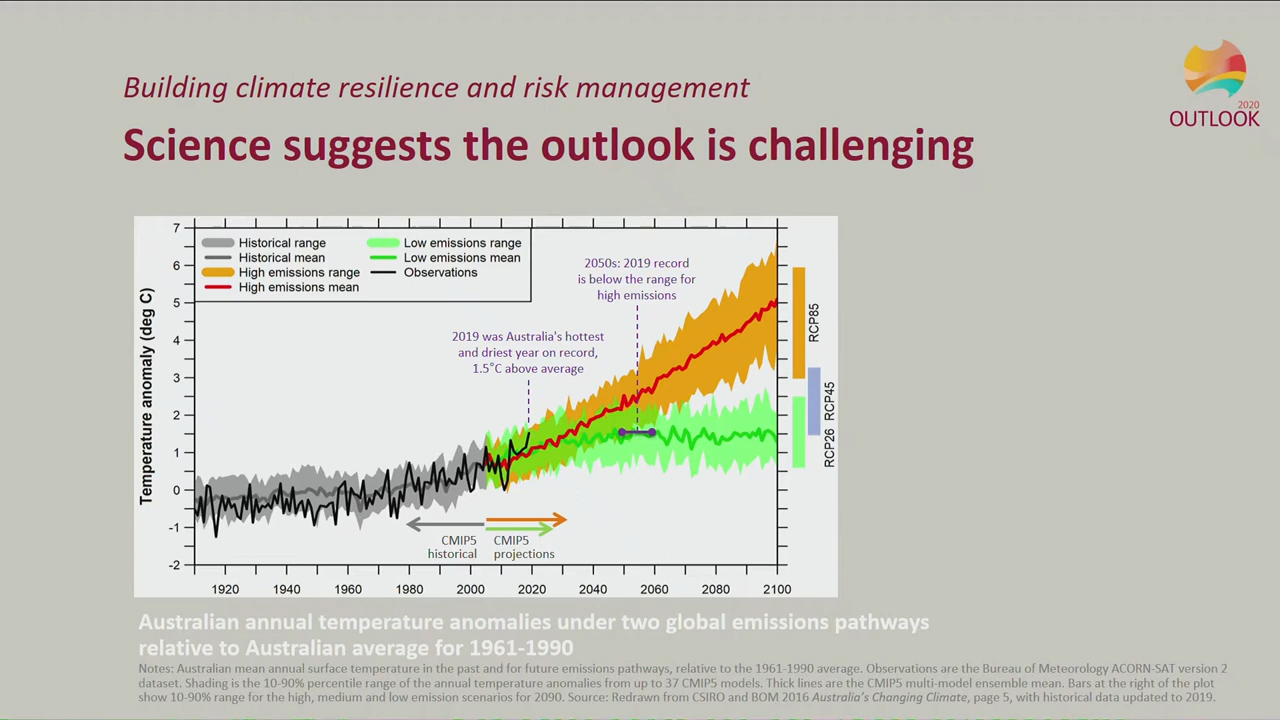 Building climate resilience and risk management
Science suggests the outlook is challenging
2020
OUTLOOK
Temperature anomaly (deg C)
7
6
5
4
3
2
1
0
-1
-2
Historical range
Historical mean
High emissions range
High emissions mean
Low emissions range
Low emissions mean
Observations
2050s: 2019 record
is below the range for
high emissions
2019 was Australia's hottest
and driest year on record,
1.5°C above average
CMIP5
historical
CMIP5
projections
1920 1940 1960 1980 2000 2020 2040 2060 2080 2100
RCP85
RCP45
RCP26
Australian annual temperature anomalies under two global emissions pathways
relative to Australian average for 1961-1990
Notes: Australian mean annual surface temperature in the past and for future emissions pathways, relative to the 1961-1990 average. Observations are the Bureau of Meteorology ACORN-SAT version 2
dataset. Shading is the 10-90% percentile range of the annual temperature anomalies from up to 37 CMIP5 models. Thick lines are the CMIP5 multi-model ensemble mean. Bars at the right of the plot
show 10-90% range for the high, medium and low emission scenarios for 2090. Source: Redrawn from CSIRO and BOM 2016 Australia's Changing Climate, page 5, with historical data updated to 2019.